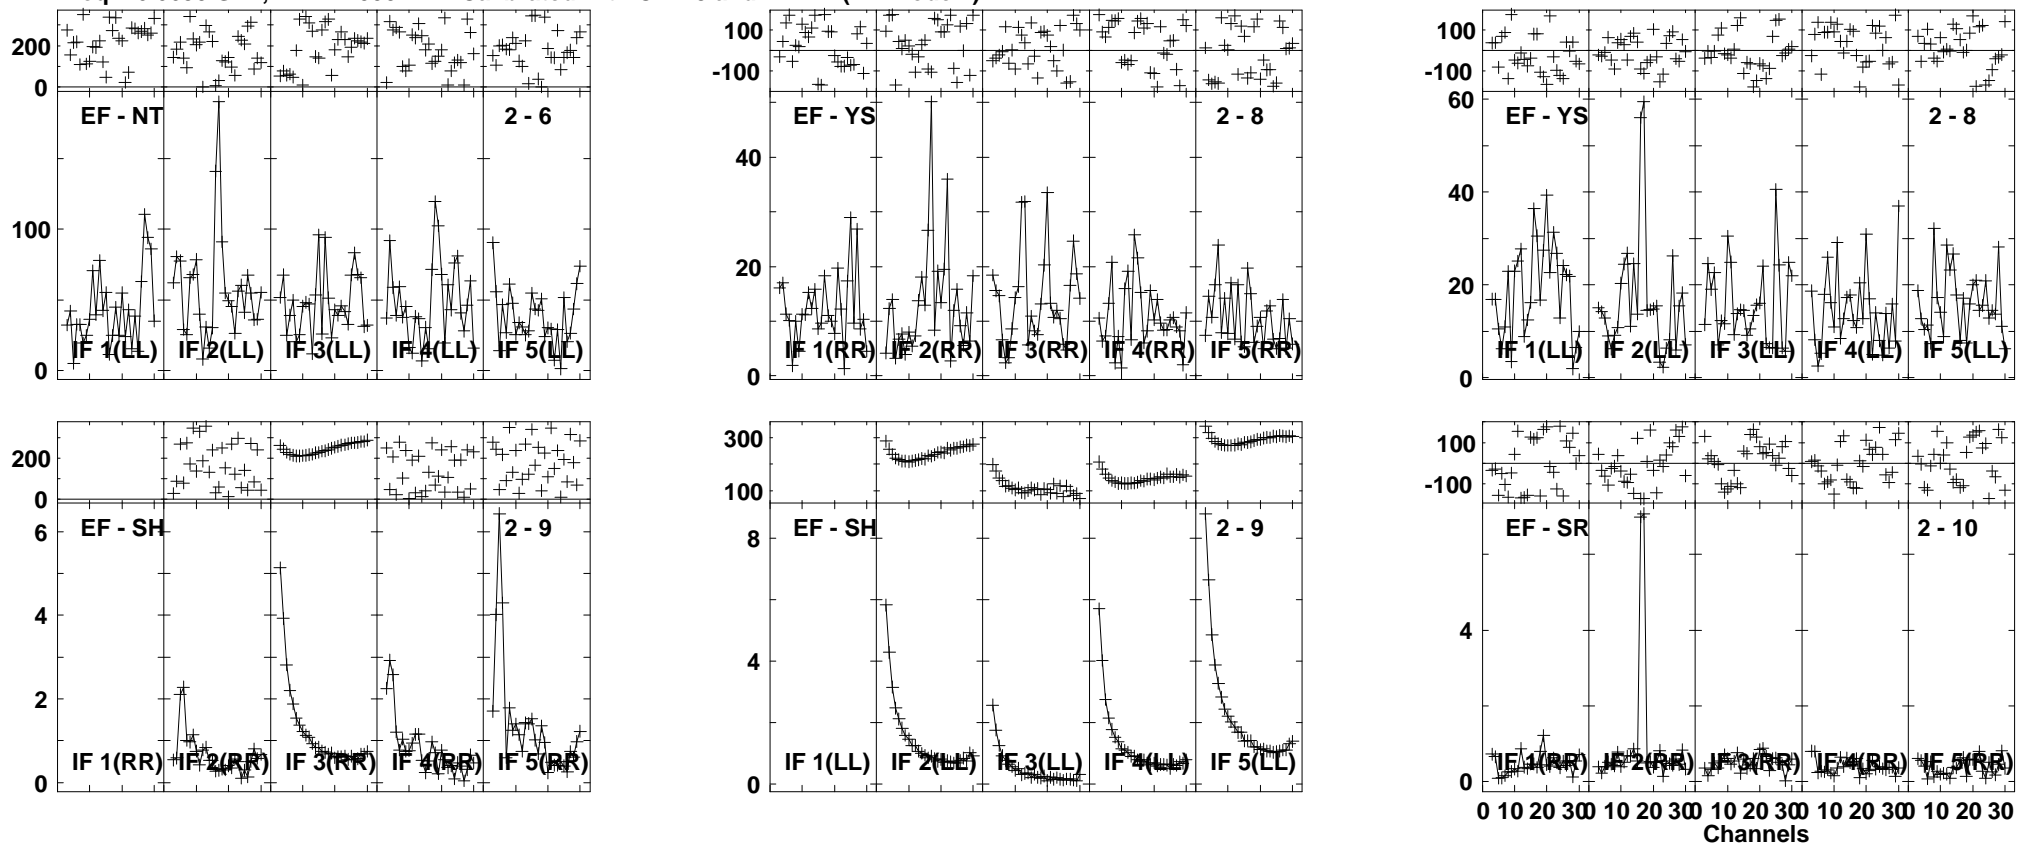 200
0
100
-100
100
-100
EF - NT
2 - 6
EF - YS
2 - 8
EF - YS
2 - 8
100
0
40
20
0
60
40
20
0
IF 1(LL)
IF 2(LL)
IF 3(LL)
IF 4(LL)
IF 5(LL)
IF 1(RR)
IF 2(RR)
IF 3(RR)
IF 4(RR)
IF 5(RR)
IF 1(LL)
IF 2(LL)
IF 3(LL)
IF 4(LL)
IF 5(LL)
200
0
300
100
100
-100
EF - SH
2 - 9
EF - SH
2 - 9
EF - SR
2 - 10
6
4
2
0
8
4
0
4
0
IF 1(RR)
IF 2(RR)
IF 3(RR)
IF 4(RR)
IF 5(RR)
IF 1(LL)
IF 2(LL)
IF 3(LL)
IF 4(LL)
IF 5(LL)
IF 1(RR)
IF 2(RR)
IF 3(RR)
IF 4(RR)
IF 5(RR)
0 10 20 30 0 10 20 30 0 10 20 30 0 10 20 30 0 10 20 30
Channels